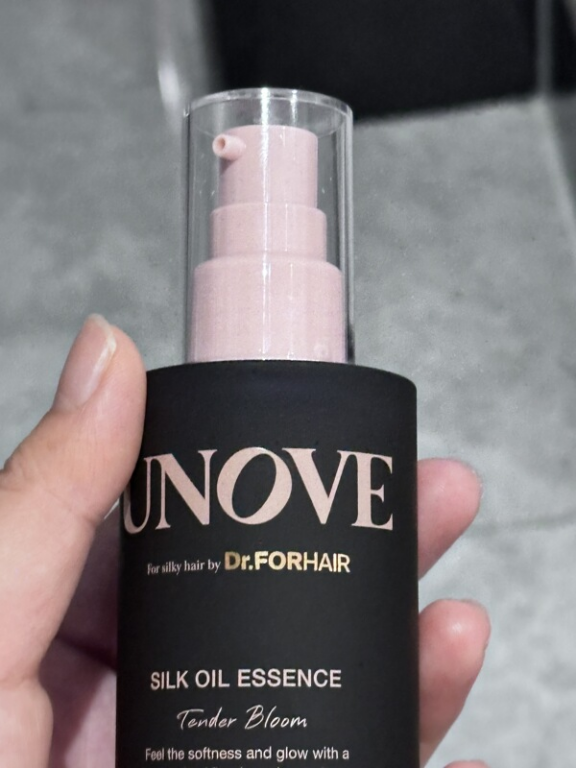 UNOVE
For silky hair by Dr.FORHAIR
SILK OIL ESSENCE
Tender Bloom
Feel the softness and glow with a